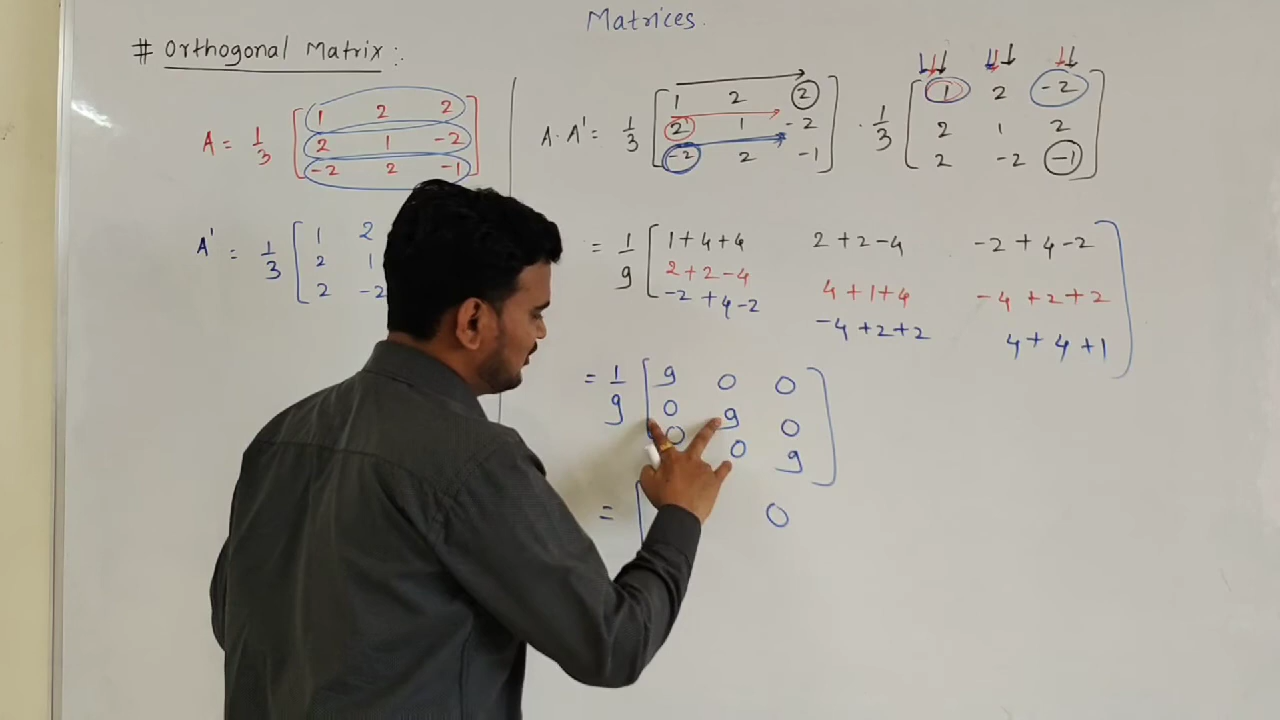 Matrices.
# Orthogonal Matrix :
A = 1/3 [ 1 2 2
2 1 -2
-2 2 -1 ]
A' = 1/3 [ 1 2
2 1
2 -2
A . A' = 1/3 [ 1 2 2
2 1 -2
-2 2 -1 ] . 1/3 [ 1 2 -2
2 1 2
2 -2 -1 ]
= 1/9 [ 1+4+4 2+2-4 -2+4-2
2+2-4 4+1+4 -4+2+2
-2+4-2 -4+2+2 4+4+1 ]
= 1/9 [ 9 0 0
0 9 0
0 0 9 ]
= [ 0